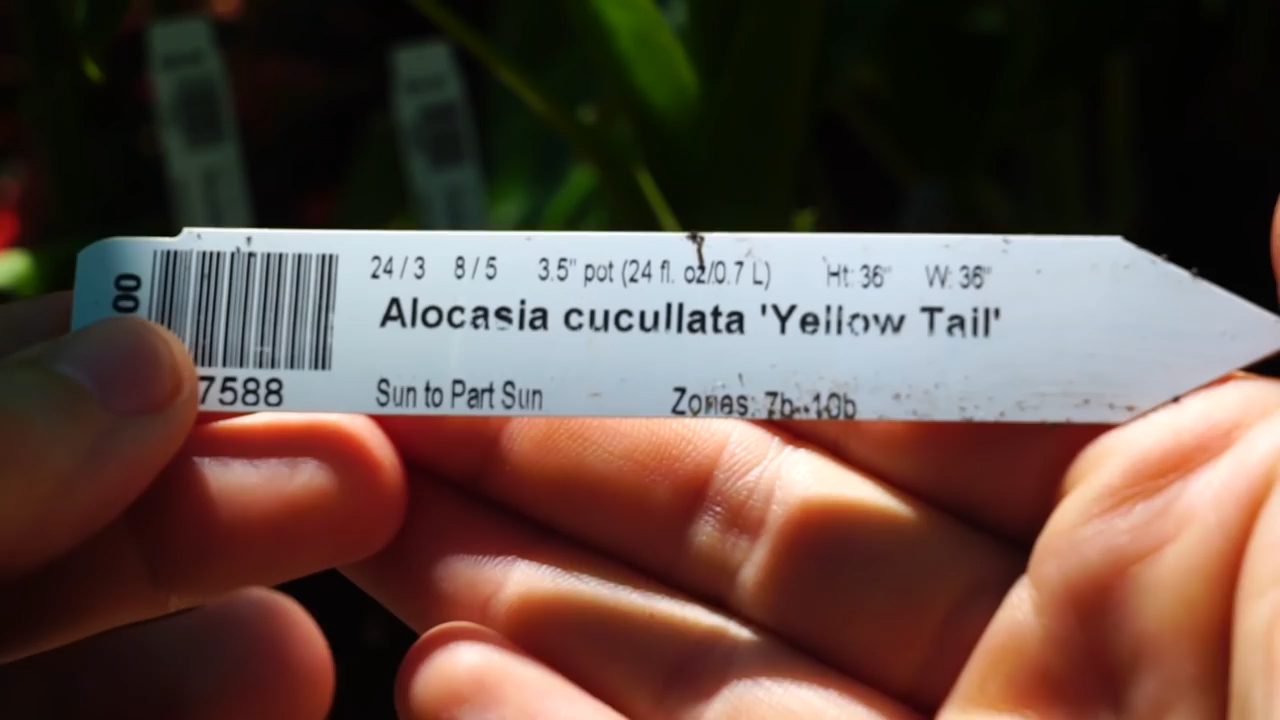 24 / 3 8 / 5 3.5" pot (24 fl. oz/0.7 L) Ht: 36" W: 36"
Alocasia cucullata 'Yellow Tail'
Sun to Part Sun Zones: 7b-10b
7588
00